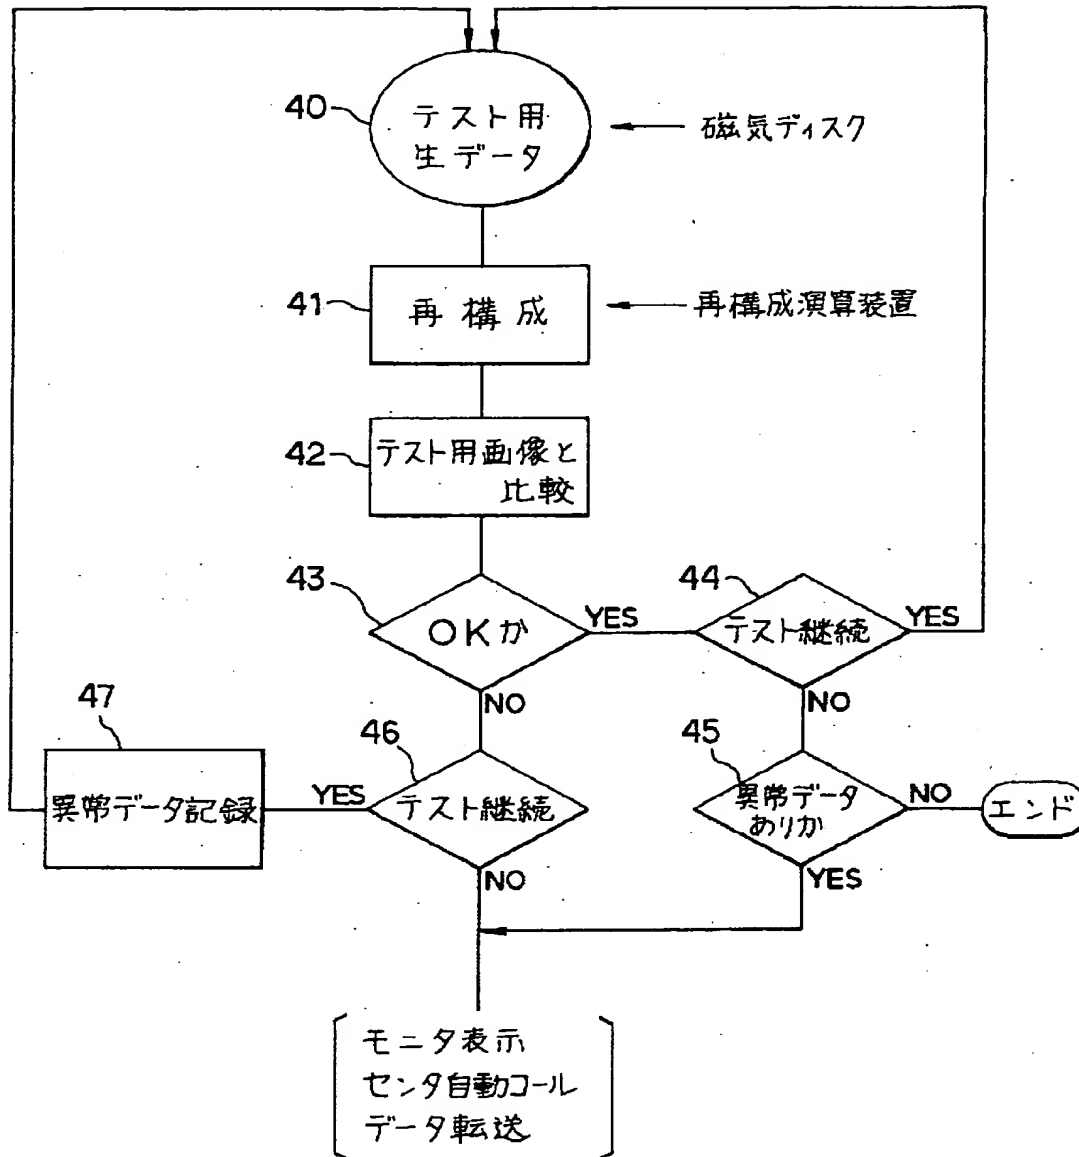 40
テスト用
生データ
磁気ディスク
41
再構成
再構成演算装置
42
テスト用画像と
比較
43
OKか
YES
44
テスト継続
YES
NO
NO
47
異常データ記録
YES
46
テスト継続
NO
45
異常データ
ありか
NO
エンド
YES
モニタ表示
センタ自動コール
データ転送